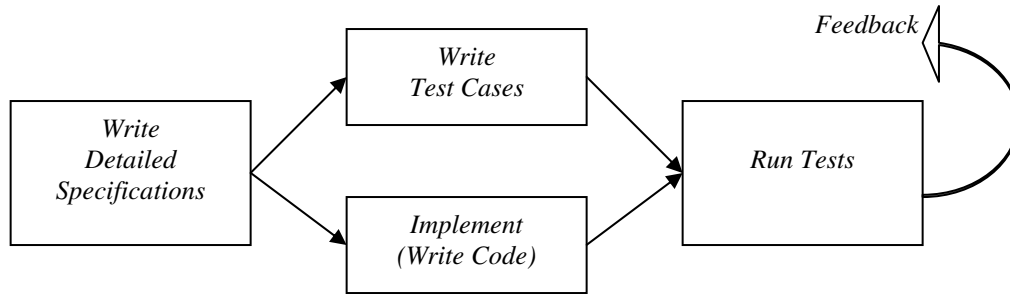 Write
Detailed
Specifications
Write
Test Cases
Implement
(Write Code)
Run Tests
Feedback